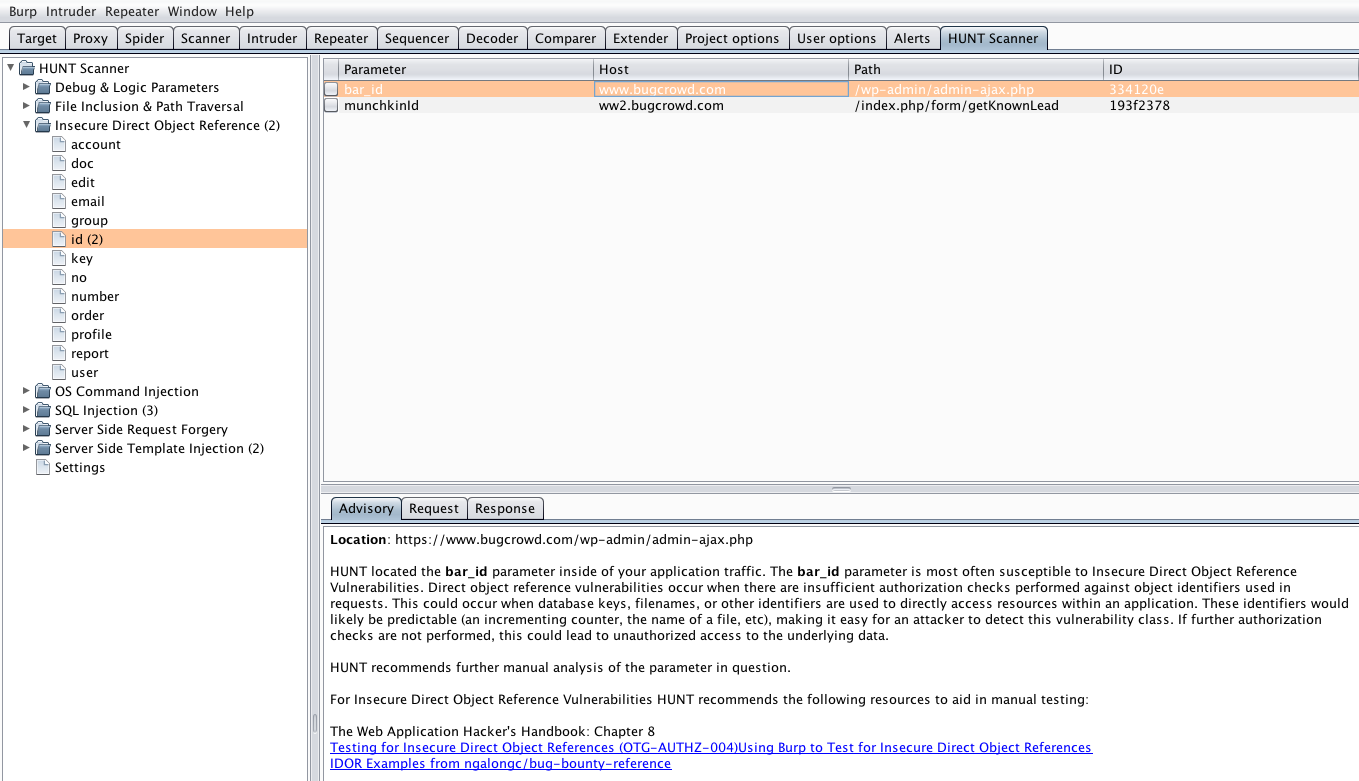 Burp Intruder Repeater Window Help
Target Proxy Spider Scanner Intruder Repeater Sequencer Decoder Comparer Extender Project options User options Alerts HUNT Scanner
HUNT Scanner
Debug & Logic Parameters
File Inclusion & Path Traversal
Insecure Direct Object Reference (2)
account
doc
edit
email
group
id (2)
key
no
number
order
profile
report
user
OS Command Injection
SQL Injection (3)
Server Side Request Forgery
Server Side Template Injection (2)
Settings
Parameter Host Path ID
bar_id www.bugcrowd.com /wp-admin/admin-ajax.php 334120e
munchkinId ww2.bugcrowd.com /index.php/form/getKnownLead 193f2378
Advisory Request Response
Location: https://www.bugcrowd.com/wp-admin/admin-ajax.php
HUNT located the bar_id parameter inside of your application traffic. The bar_id parameter is most often susceptible to Insecure Direct Object Reference
Vulnerabilities. Direct object reference vulnerabilities occur when there are insufficient authorization checks performed against object identifiers used in
requests. This could occur when database keys, filenames, or other identifiers are used to directly access resources within an application. These identifiers would
likely be predictable (an incrementing counter, the name of a file, etc), making it easy for an attacker to detect this vulnerability class. If further authorization
checks are not performed, this could lead to unauthorized access to the underlying data.
HUNT recommends further manual analysis of the parameter in question.
For Insecure Direct Object Reference Vulnerabilities HUNT recommends the following resources to aid in manual testing:
The Web Application Hacker's Handbook: Chapter 8
Testing for Insecure Direct Object References (OTG-AUTHZ-004)Using Burp to Test for Insecure Direct Object References
IDOR Examples from ngalongc/bug-bounty-reference